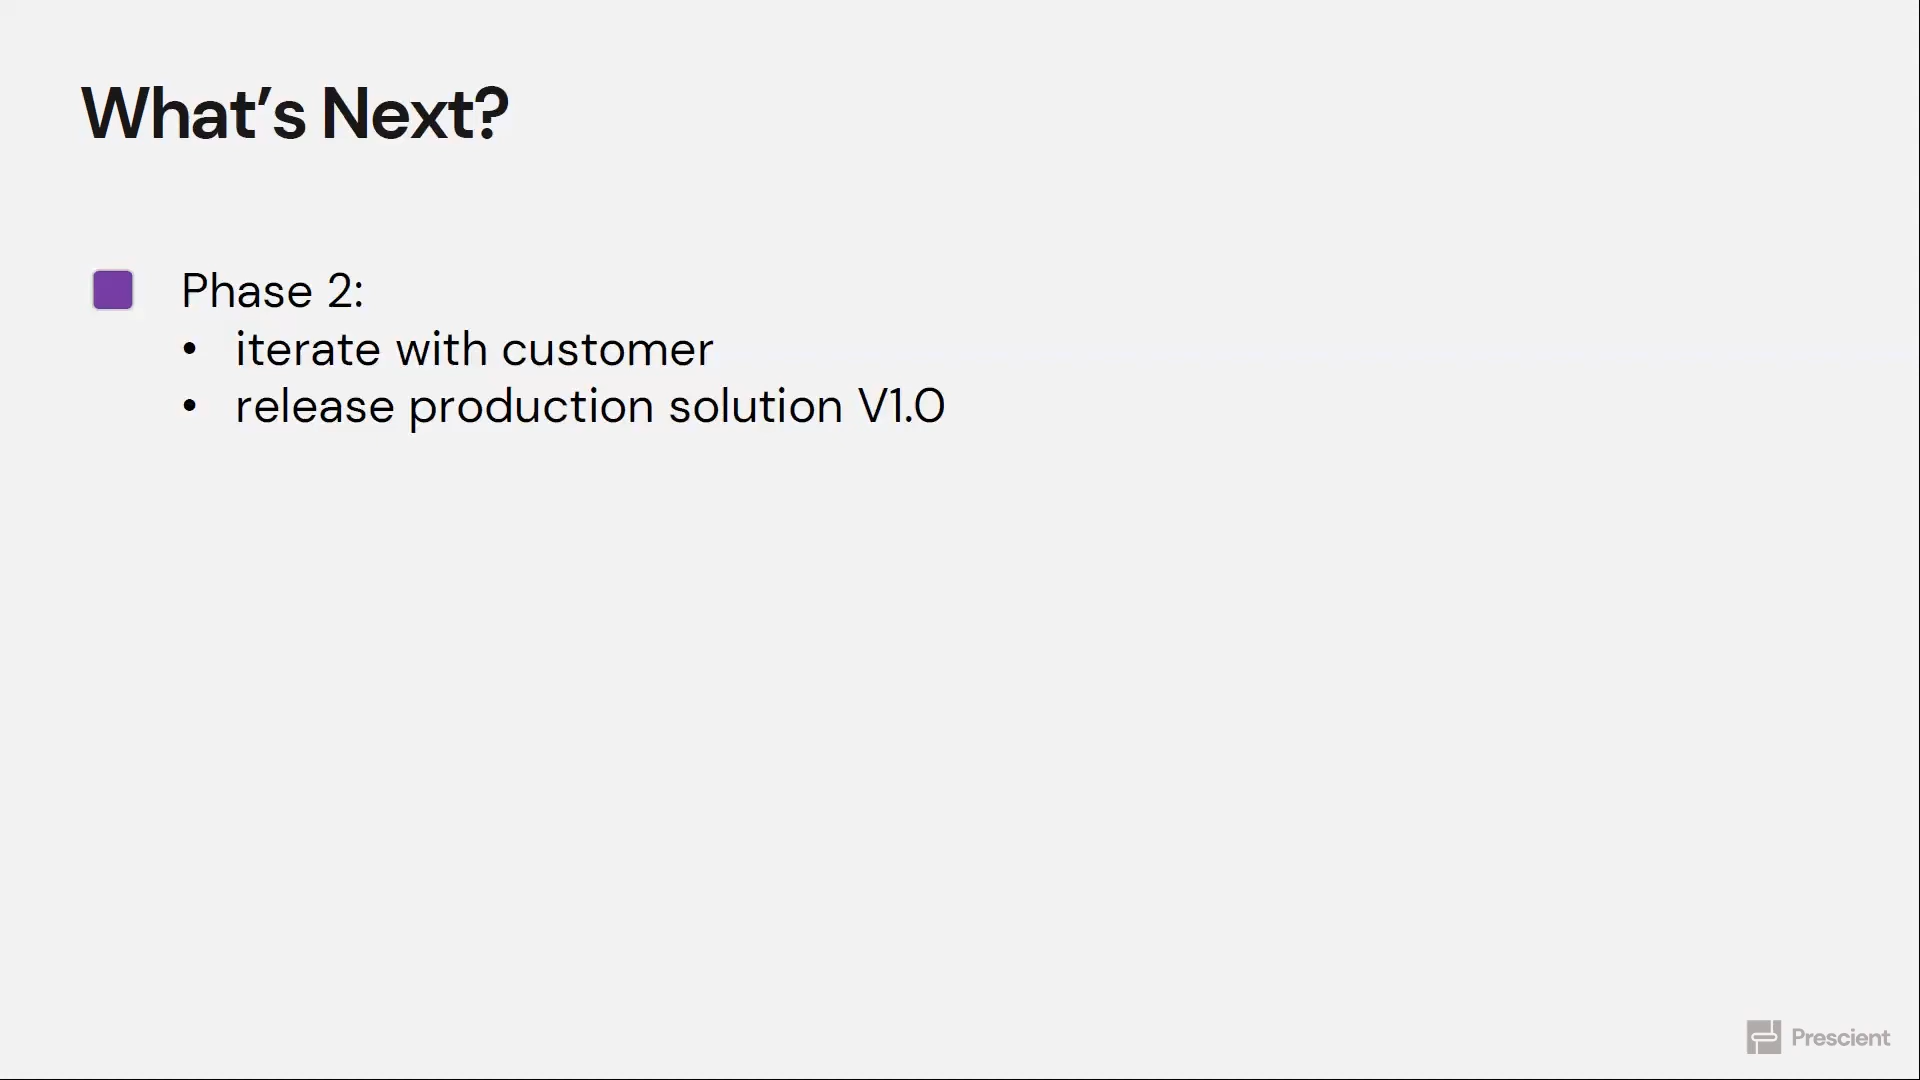 What’s Next?
Phase 2:
• iterate with customer
• release production solution V1.0
Prescient